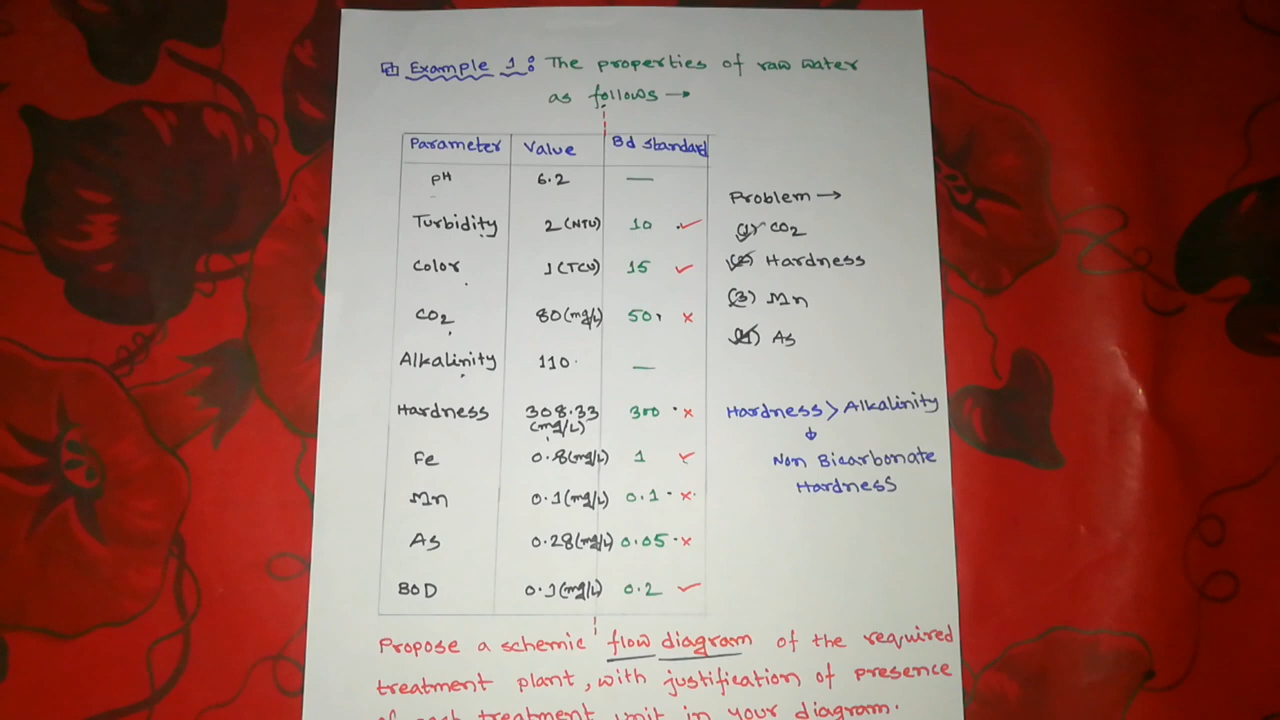 Example 1: The properties of raw water
as follows →
Parameter Value Bd standard
pH 6.2 —
Turbidity 2 (NTU) 10 ✓
Color 1 (TCU) 15 ✓
CO2 80 (mg/L) 50 ×
Alkalinity 110 —
Hardness 308.33 (mg/L) 300 ×
Fe 0.8 (mg/L) 1 ✓
Mn 0.1 (mg/L) 0.1 ×
As 0.28 (mg/L) 0.05 ×
BOD 0.1 (mg/L) 0.2 ✓
Problem →
(1) CO2
(2) Hardness
(3) Mn
(4) As
Hardness > Alkalinity
↓
Non Bicarbonate
Hardness
Propose a schemic flow diagram of the required
treatment plant, with justification of presence
of each treatment unit in your diagram.